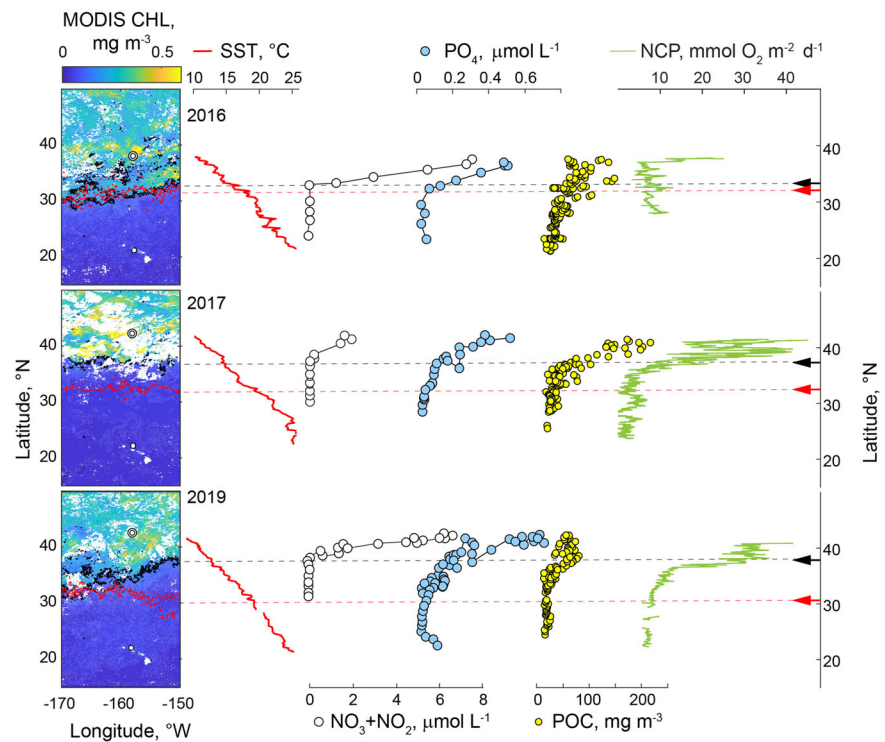 MODIS CHL,
mg m⁻³
0 0.5
SST, °C
10 15 20 25
PO₄, μmol L⁻¹
0 0.2 0.4 0.6
NCP, mmol O₂ m⁻² d⁻¹
10 20 30 40
2016
40
30
20
40
30
20
2017
Latitude, °N
40
30
20
40
30
20
Latitude, °N
2019
40
30
20
40
30
20
-170 -160 -150
Longitude, °W
0 2 4 6 8
NO₃+NO₂, μmol L⁻¹
0 100 200
POC, mg m⁻³